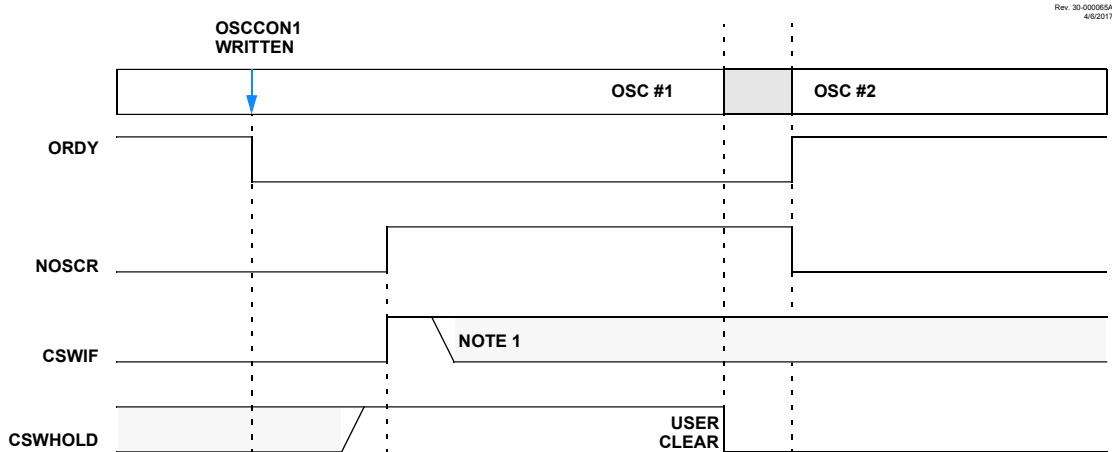 Rev. 30-000065A
4/6/2017
OSCCON1
WRITTEN
OSC #1
OSC #2
ORDY
NOSCR
CSWIF
NOTE 1
CSWHOLD
USER
CLEAR